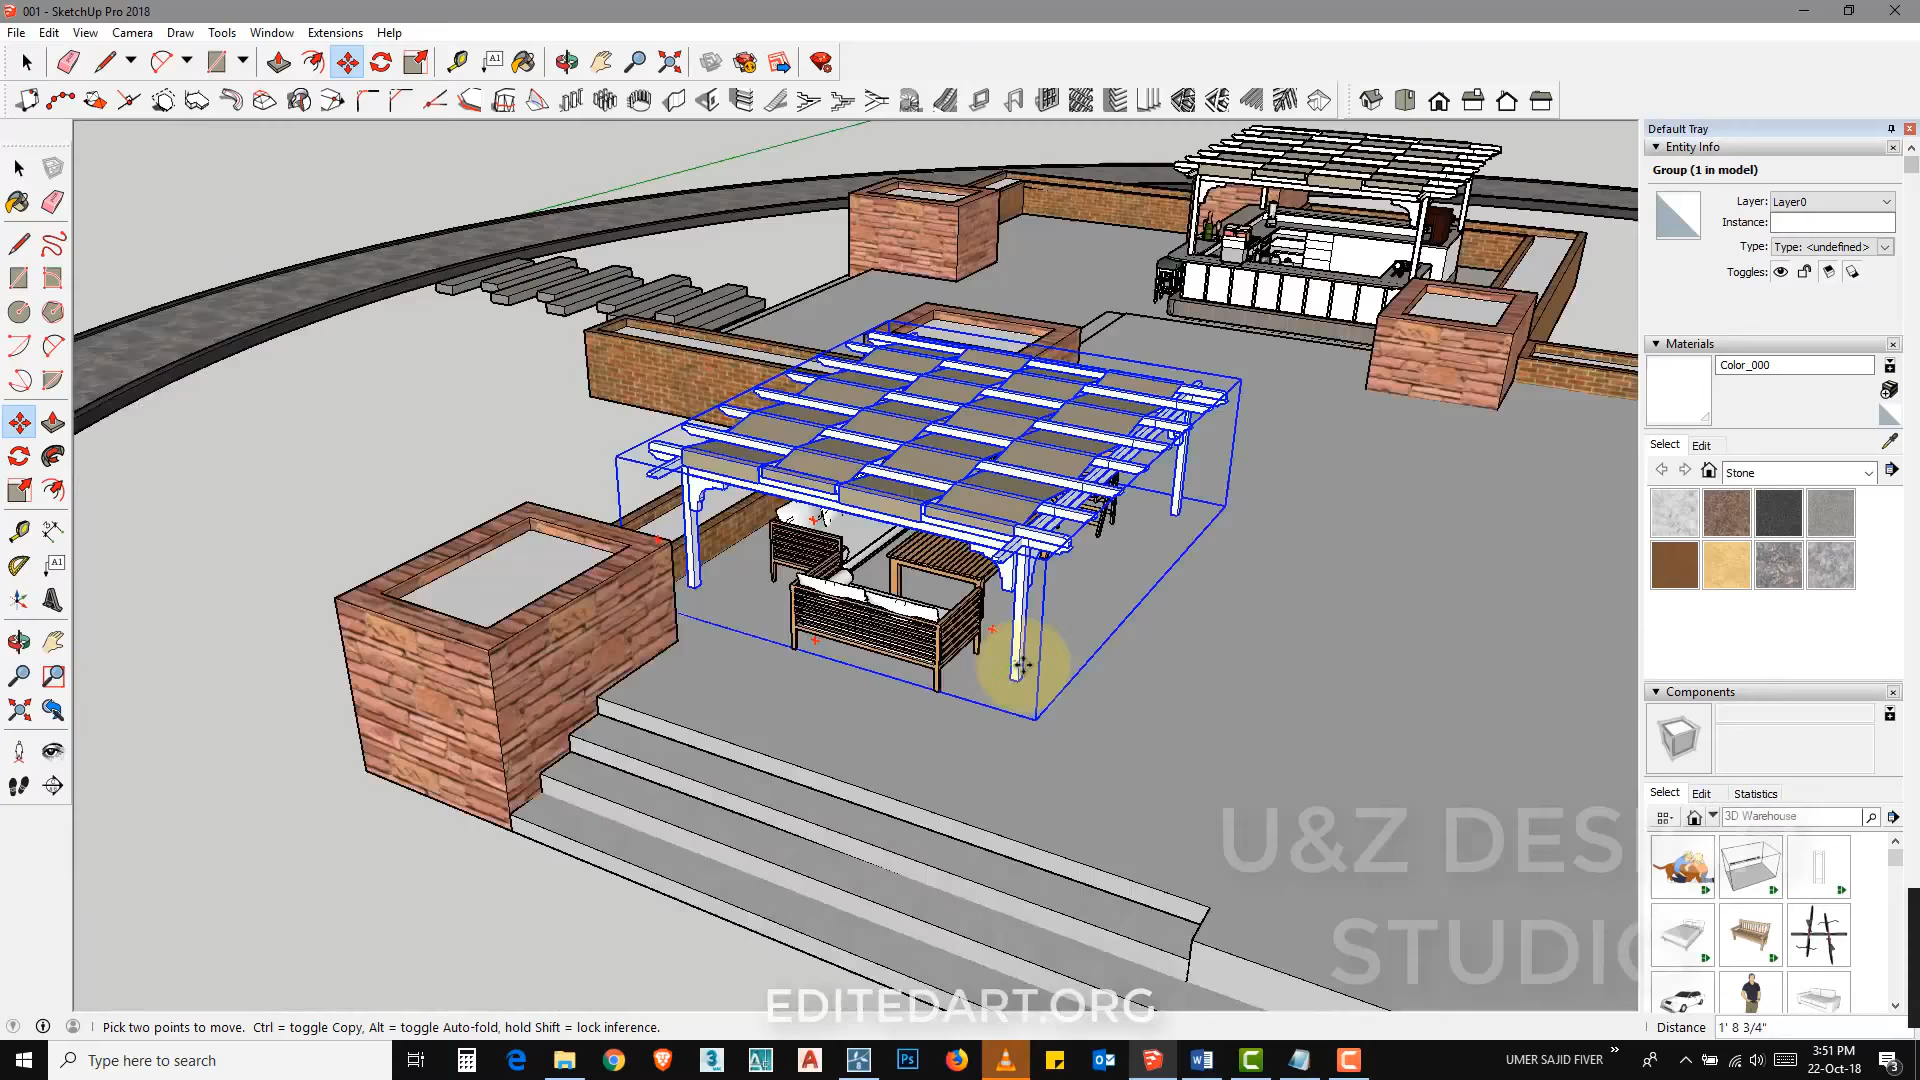 001 - SketchUp Pro 2018
File Edit View Camera Draw Tools Window Extensions Help
Default Tray
Entity Info
Group (1 in model)
Layer: Layer0
Instance:
Type: Type: <undefined>
Toggles:
Materials
Color_000
Select Edit
Stone
Components
Select Edit Statistics
3D Warehouse
U&Z DES
STUDIO
EDITEDART.ORG
Pick two points to move. Ctrl = toggle Copy, Alt = toggle Auto-fold, hold Shift = lock inference.
Distance 1' 8 3/4"
Type here to search
UMER SAJID FIVER
3:51 PM
22-Oct-18
3